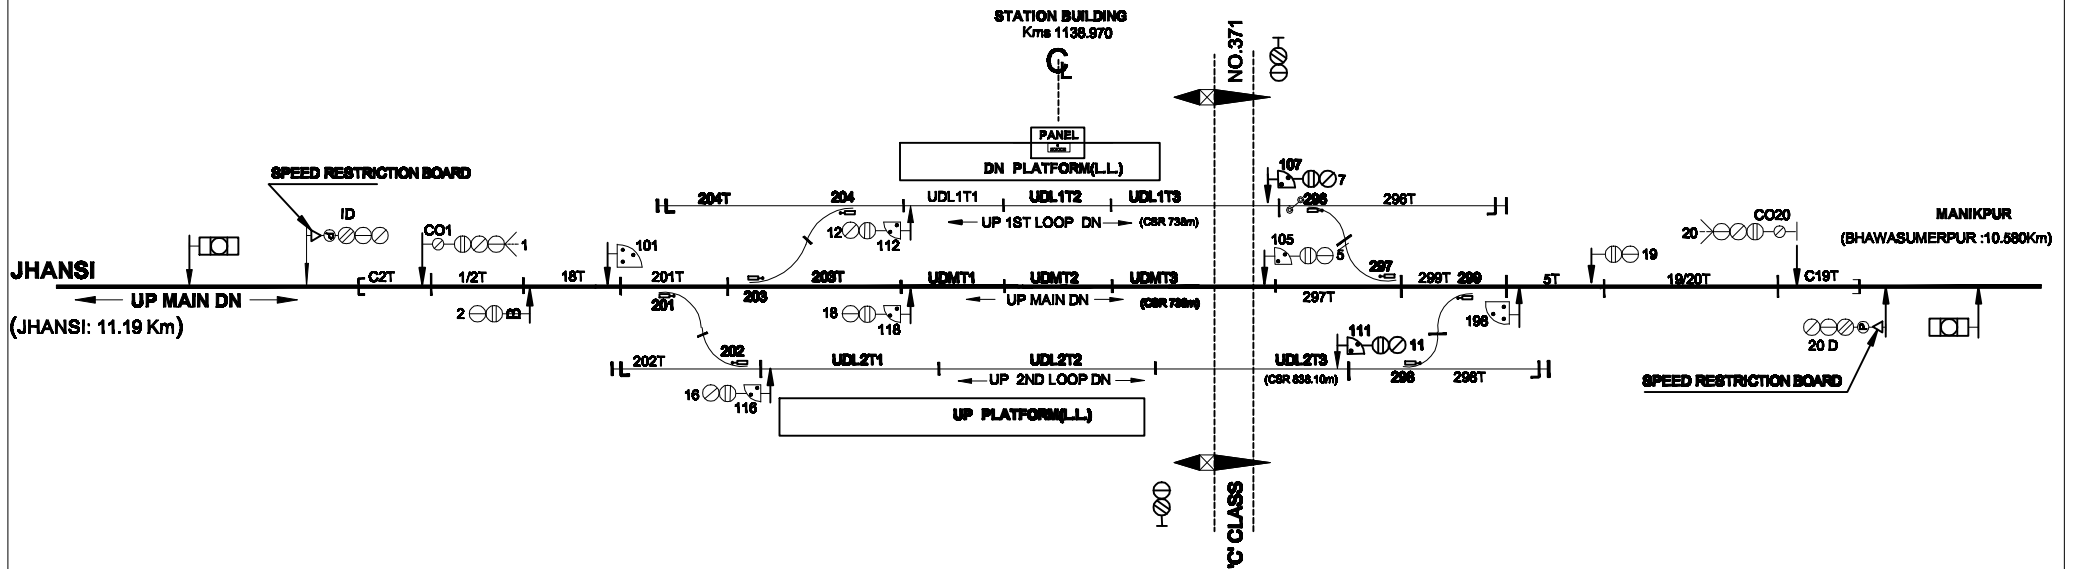 STATION BUILDING
Kms 1138.970
C
L
NO.371
PANEL
DN PLATFORM(L.L.)
SPEED RESTRICTION BOARD
107
7
204T
204
UDL1T1
UDL1T2
UDL1T3
296
296T
ID
P
CO1
1
12
112
UP 1ST LOOP DN
(CSR 738m)
CO20
20
MANIKPUR
(BHAWASUMERPUR :10.580Km)
101
105
5
19
JHANSI
C2T
1/2T
18T
201T
203T
UDMT1
UDMT2
UDMT3
297
299T
299
5T
19/20T
C19T
UP MAIN DN
201
203
UP MAIN DN
(CSR 738m)
297T
(JHANSI: 11.19 Km)
2
B
18
118
196
20 D
P
111
11
202T
202
UDL2T1
UDL2T2
UDL2T3
UP 2ND LOOP DN
(CSR 838.10m)
298
298T
SPEED RESTRICTION BOARD
16
116
UP PLATFORM(L.L.)
'C' CLASS